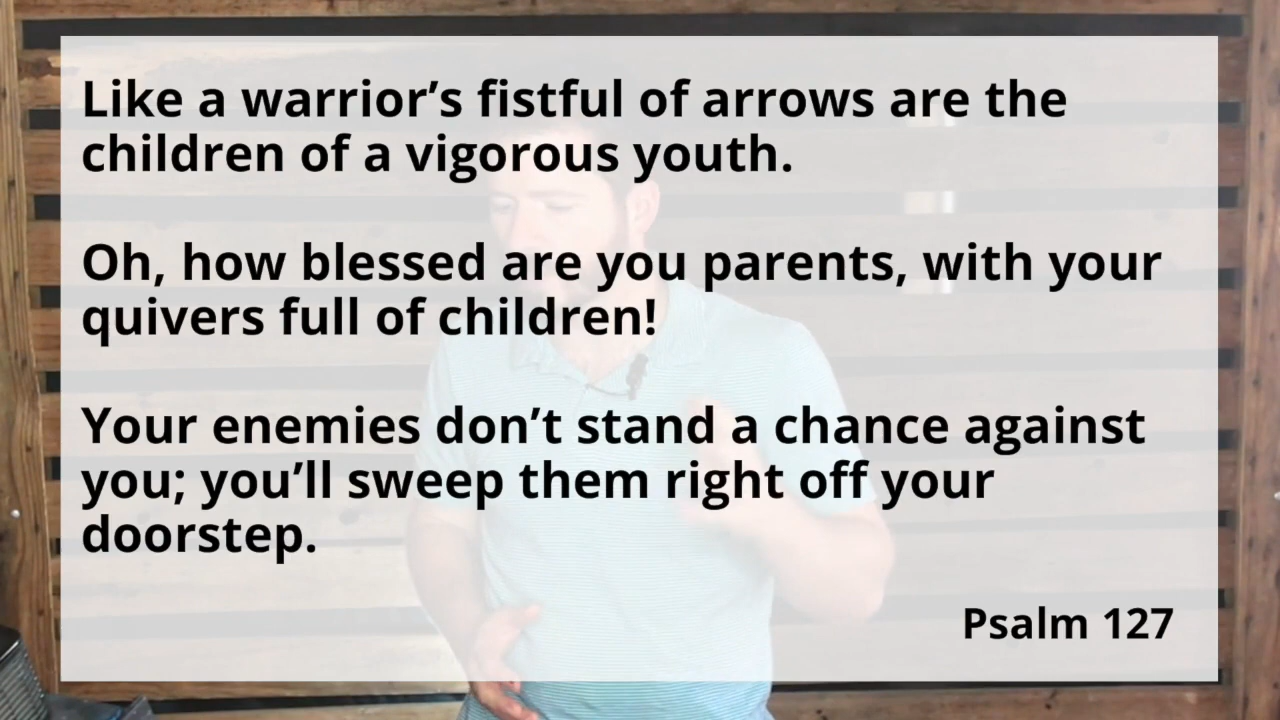 Like a warrior’s fistful of arrows are the
children of a vigorous youth.
Oh, how blessed are you parents, with your
quivers full of children!
Your enemies don’t stand a chance against
you; you’ll sweep them right off your
doorstep.
Psalm 127